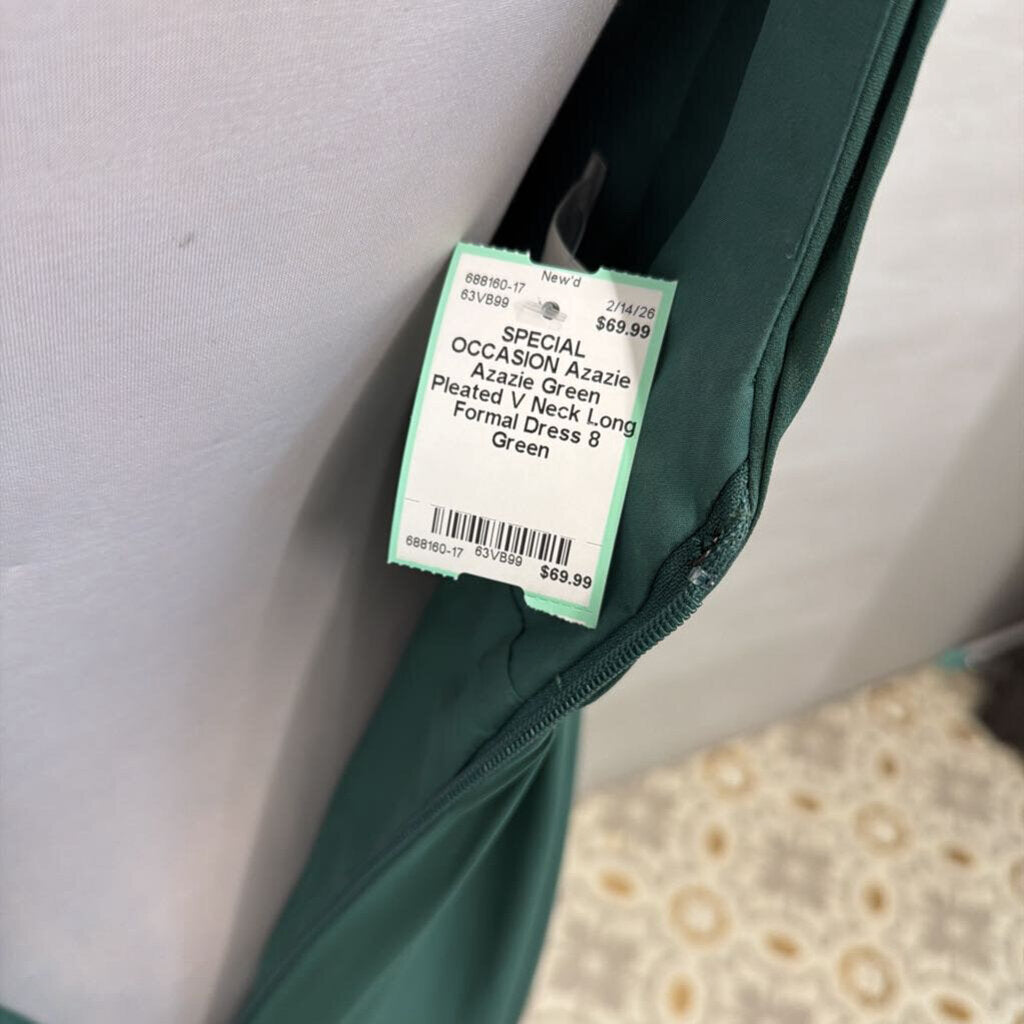 New'd
688160-17
63VB99
2/14/26
$69.99
SPECIAL
OCCASION Azazie
Azazie Green
Pleated V Neck Long
Formal Dress 8
Green
688160-17 63VB99
$69.99